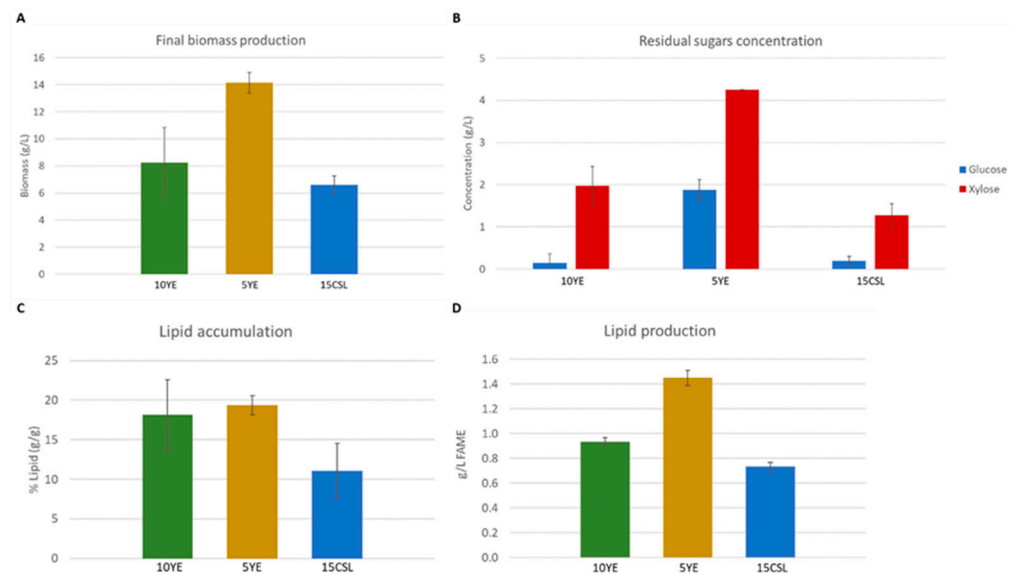 A
Final biomass production
Biomass (g/L)
16
14
12
10
8
6
4
2
0
10YE 5YE 15CSL
B
Residual sugars concentration
Concentration (g/L)
5
4
3
2
1
0
10YE 5YE 15CSL
Glucose
Xylose
C
Lipid accumulation
% Lipid (g/g)
25
20
15
10
5
0
10YE 5YE 15CSL
D
Lipid production
g/L FAME
1.6
1.4
1.2
1.0
0.8
0.6
0.4
0.2
0.0
10YE 5YE 15CSL